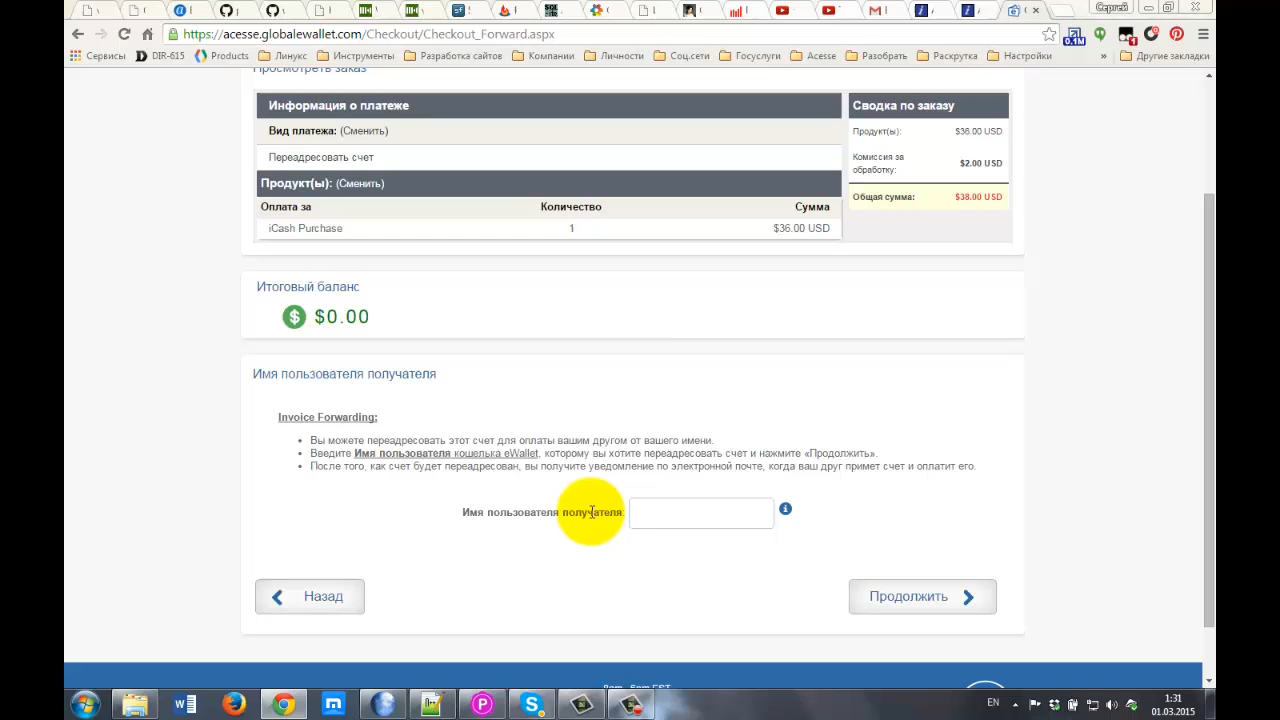 Сергей
https://acesse.globalewallet.com/Checkout/Checkout_Forward.aspx
0.1M
1
Сервисы DIR-615 Products Линукс Инструменты Разработка сайтов Компании Личности Соц.сети Госуслуги Acesse Разобрать Раскрутка Настройки » Другие закладки
Просмотреть заказ
Информация о платеже
Вид платежа: (Сменить)
Переадресовать счет
Продукт(ы): (Сменить)
Оплата за Количество Сумма
iCash Purchase 1 $36.00 USD
Сводка по заказу
Продукт(ы): $36.00 USD
Комиссия за
обработку: $2.00 USD
Общая сумма: $38.00 USD
Итоговый баланс
$0.00
Имя пользователя получателя
Invoice Forwarding:
• Вы можете переадресовать этот счет для оплаты вашим другом от вашего имени.
• Введите Имя пользователя кошелька eWallet, которому вы хотите переадресовать счет и нажмите «Продолжить».
• После того, как счет будет переадресован, вы получите уведомление по электронной почте, когда ваш друг примет счет и оплатит его.
Имя пользователя получателя:
Назад
Продолжить
EN
1:31
01.03.2015